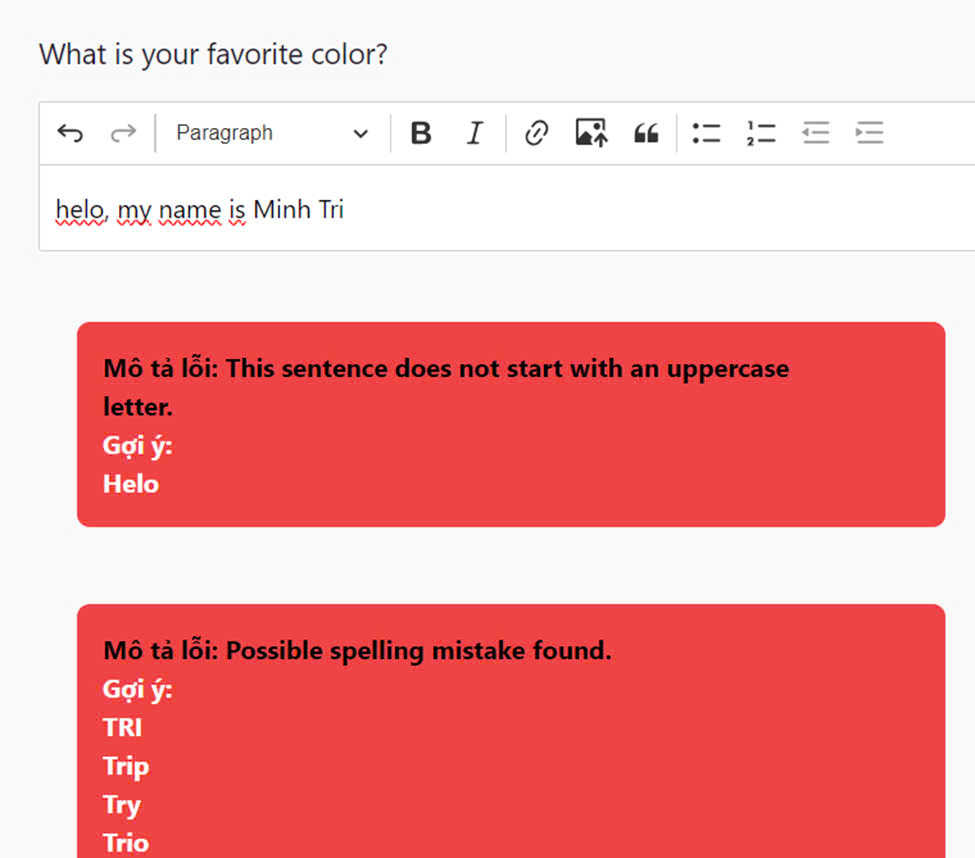 What is your favorite color?
Paragraph
helo, my name is Minh Tri
Mô tả lỗi: This sentence does not start with an uppercase
letter.
Gợi ý:
Helo
Mô tả lỗi: Possible spelling mistake found.
Gợi ý:
TRI
Trip
Try
Trio